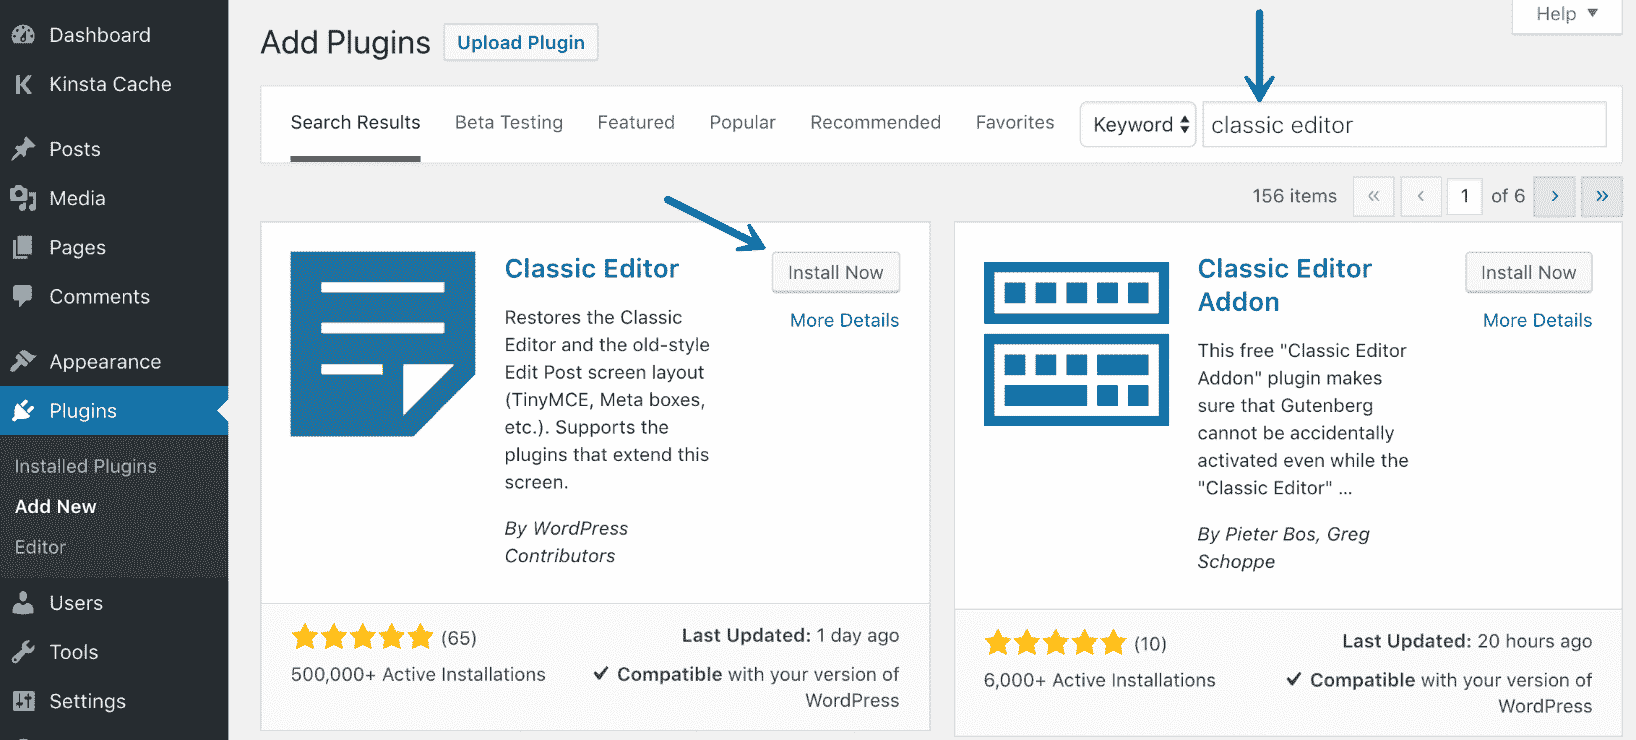 Dashboard
Kinsta Cache
Posts
Media
Pages
Comments
Appearance
Plugins
Installed Plugins
Add New
Editor
Users
Tools
Settings
Help
Add Plugins Upload Plugin
Search Results Beta Testing Featured Popular Recommended Favorites Keyword classic editor
156 items « ‹ 1 of 6 › »
Classic Editor
Install Now
More Details
Restores the Classic
Editor and the old-style
Edit Post screen layout
(TinyMCE, Meta boxes,
etc.). Supports the
plugins that extend this
screen.
By WordPress
Contributors
(65)
Last Updated: 1 day ago
500,000+ Active Installations
Compatible with your version of
WordPress
Classic Editor
Addon
Install Now
More Details
This free "Classic Editor
Addon" plugin makes
sure that Gutenberg
cannot be accidentally
activated even while the
"Classic Editor" ...
By Pieter Bos, Greg
Schoppe
(10)
Last Updated: 20 hours ago
6,000+ Active Installations
Compatible with your version of
WordPress